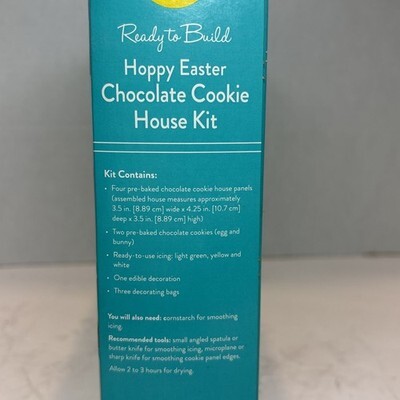 Ready to Build
Hoppy Easter
Chocolate Cookie
House Kit
Kit Contains:
• Four pre-baked chocolate cookie house panels
(assembled house measures approximately
3.5 in. [8.89 cm] wide x 4.25 in. [10.7 cm]
deep x 3.5 in. [8.89 cm] high)
• Two pre-baked chocolate cookies (egg and
bunny)
• Ready-to-use icing: light green, yellow and
white
• One edible decoration
• Three decorating bags
You will also need: cornstarch for smoothing
icing.
Recommended tools: small angled spatula or
butter knife for smoothing icing, microplane or
sharp knife for smoothing cookie panel edges.
Allow 2 to 3 hours for drying.